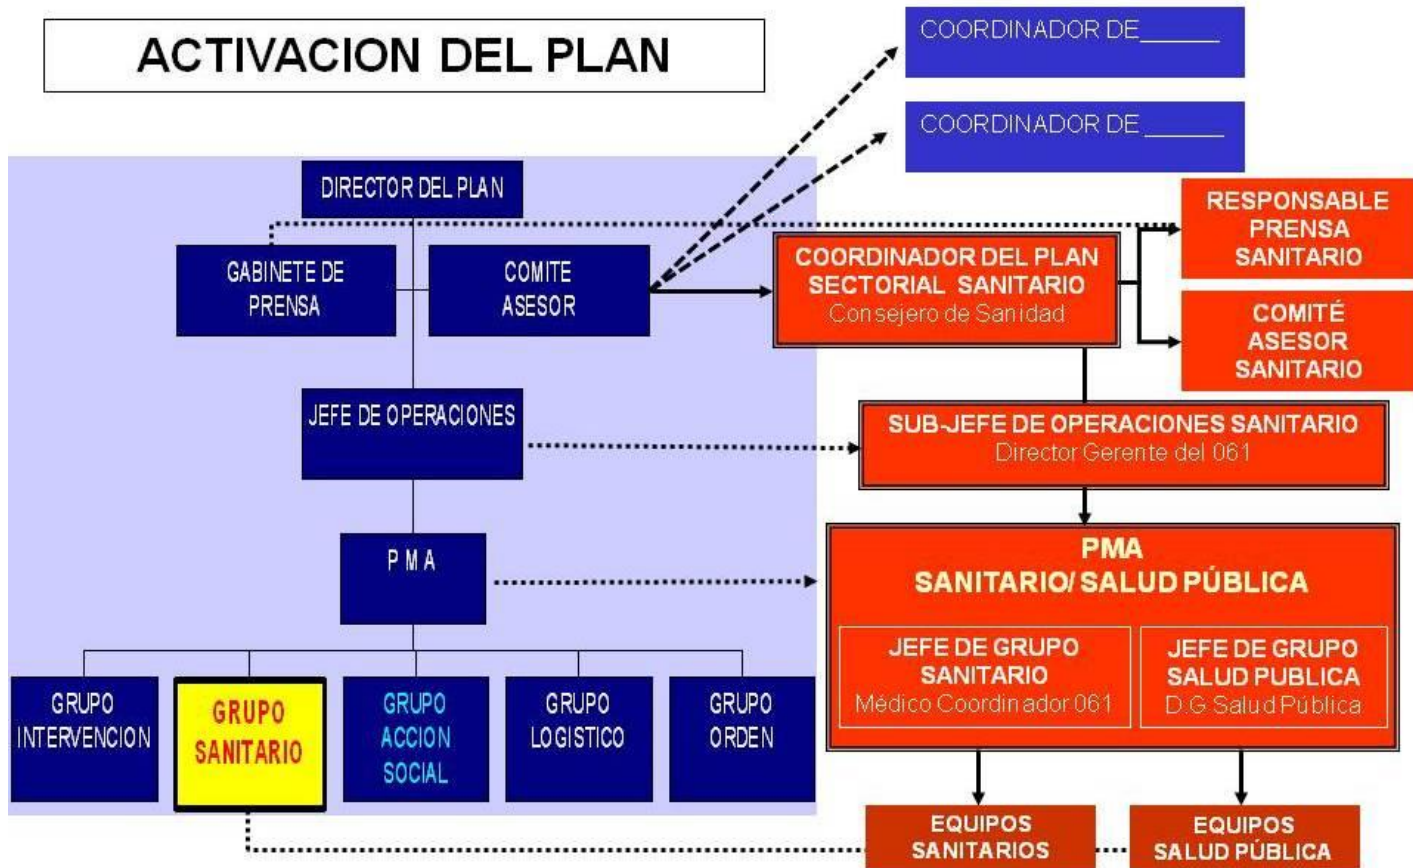 ACTIVACION DEL PLAN
COORDINADOR DE______
COORDINADOR DE______
DIRECTOR DEL PLAN
GABINETE DE
PRENSA
COMITE
ASESOR
COORDINADOR DEL PLAN
SECTORIAL SANITARIO
Consejero de Sanidad
RESPONSABLE
PRENSA
SANITARIO
COMITÉ
ASESOR
SANITARIO
JEFE DE OPERACIONES
SUB-JEFE DE OPERACIONES SANITARIO
Director Gerente del 061
P M A
PMA
SANITARIO/ SALUD PÚBLICA
JEFE DE GRUPO
SANITARIO
Médico Coordinador 061
JEFE DE GRUPO
SALUD PUBLICA
D.G Salud Pública
GRUPO
INTERVENCION
GRUPO
SANITARIO
GRUPO
ACCION
SOCIAL
GRUPO
LOGISTICO
GRUPO
ORDEN
EQUIPOS
SANITARIOS
EQUIPOS
SALUD PÚBLICA